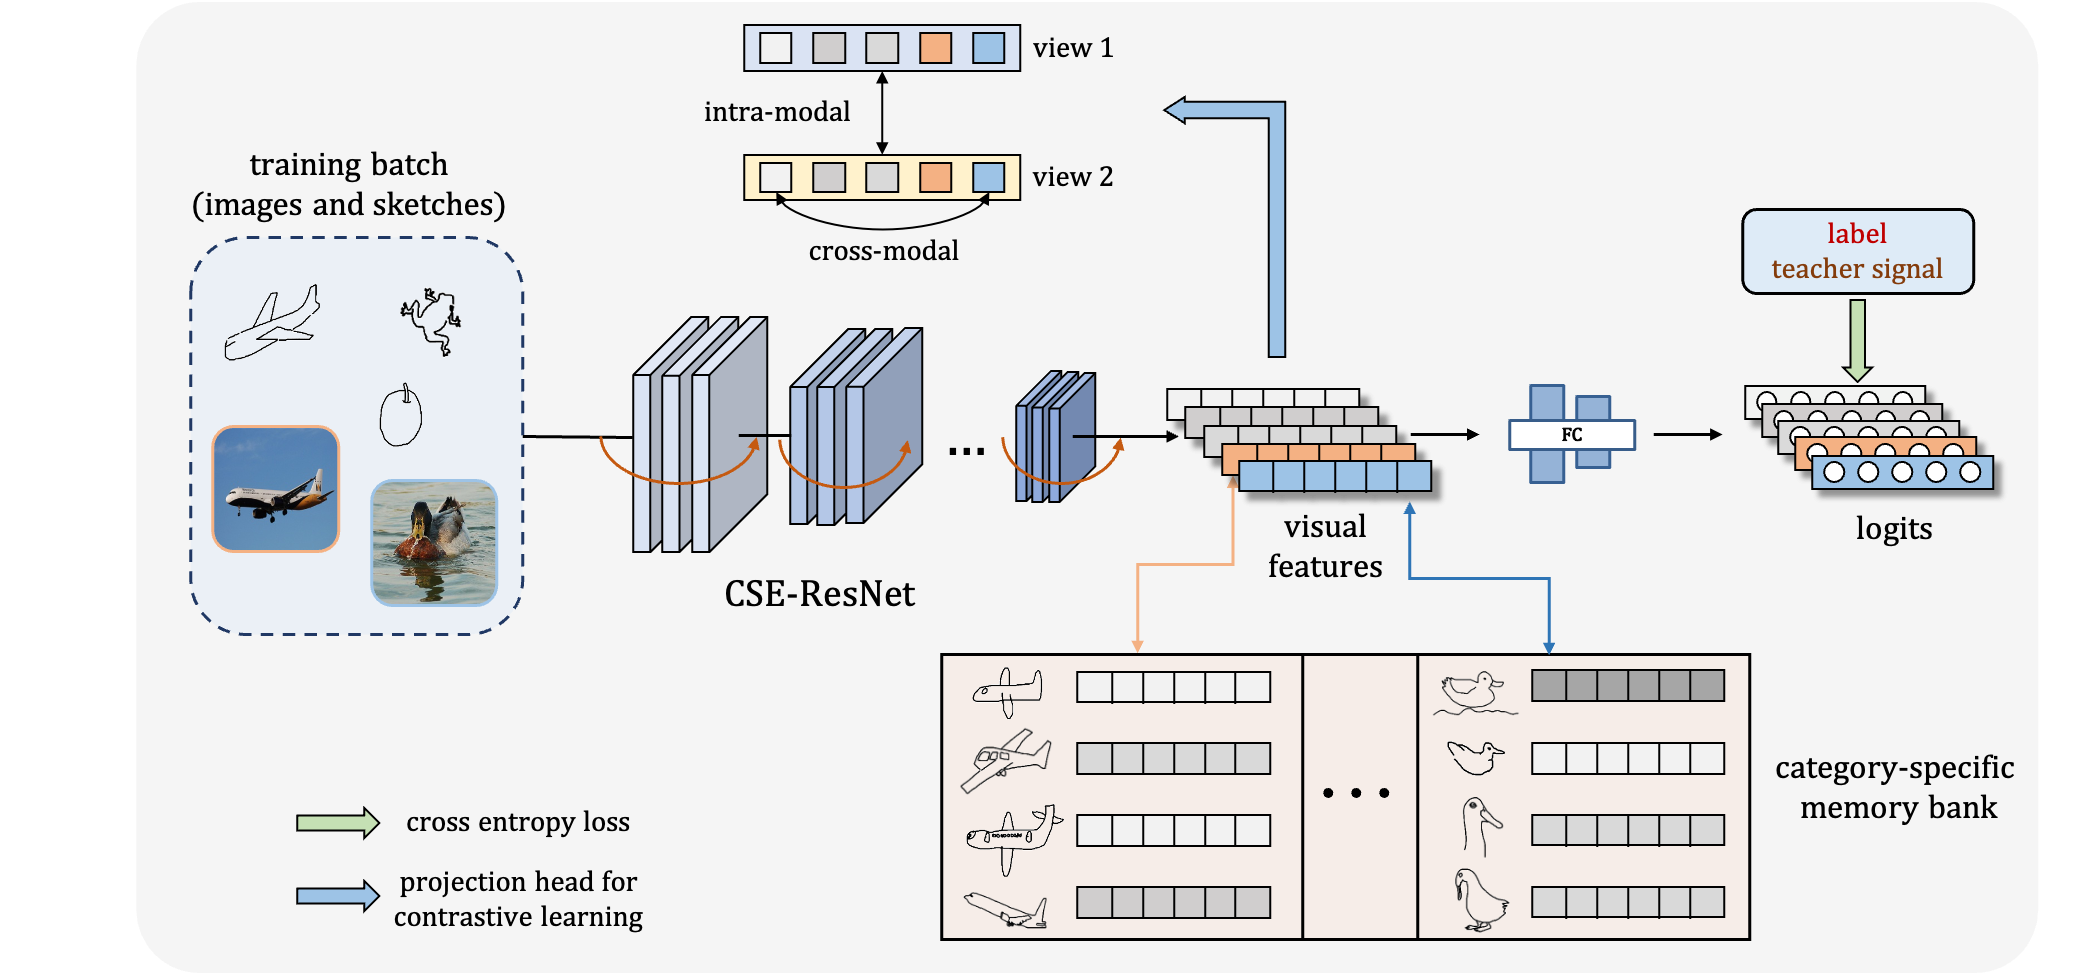 view 1
intra-modal
view 2
cross-modal
training batch
(images and sketches)
label
teacher signal
...
FC
CSE-ResNet
visual
features
logits
category-specific
memory bank
cross entropy loss
projection head for
contrastive learning